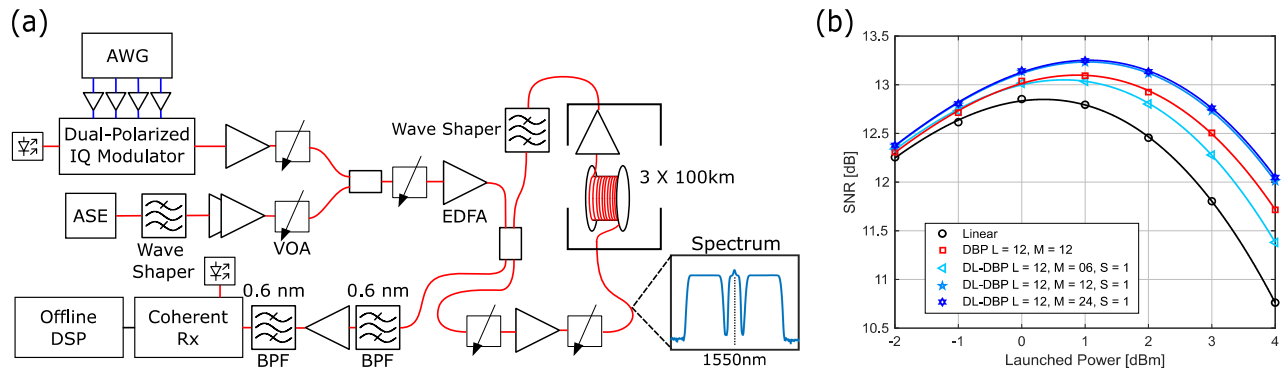 (a)
AWG
Dual-Polarized
IQ Modulator
ASE
Wave
Shaper
VOA
EDFA
Wave Shaper
3 X 100km
Spectrum
1550nm
0.6 nm
0.6 nm
Offline
DSP
Coherent
Rx
BPF
BPF
(b)
13.5
13
12.5
12
11.5
11
10.5
SNR [dB]
-2
-1
0
1
2
3
4
Launched Power [dBm]
Linear
DBP L = 12, M = 12
DL-DBP L = 12, M = 06, S = 1
DL-DBP L = 12, M = 12, S = 1
DL-DBP L = 12, M = 24, S = 1